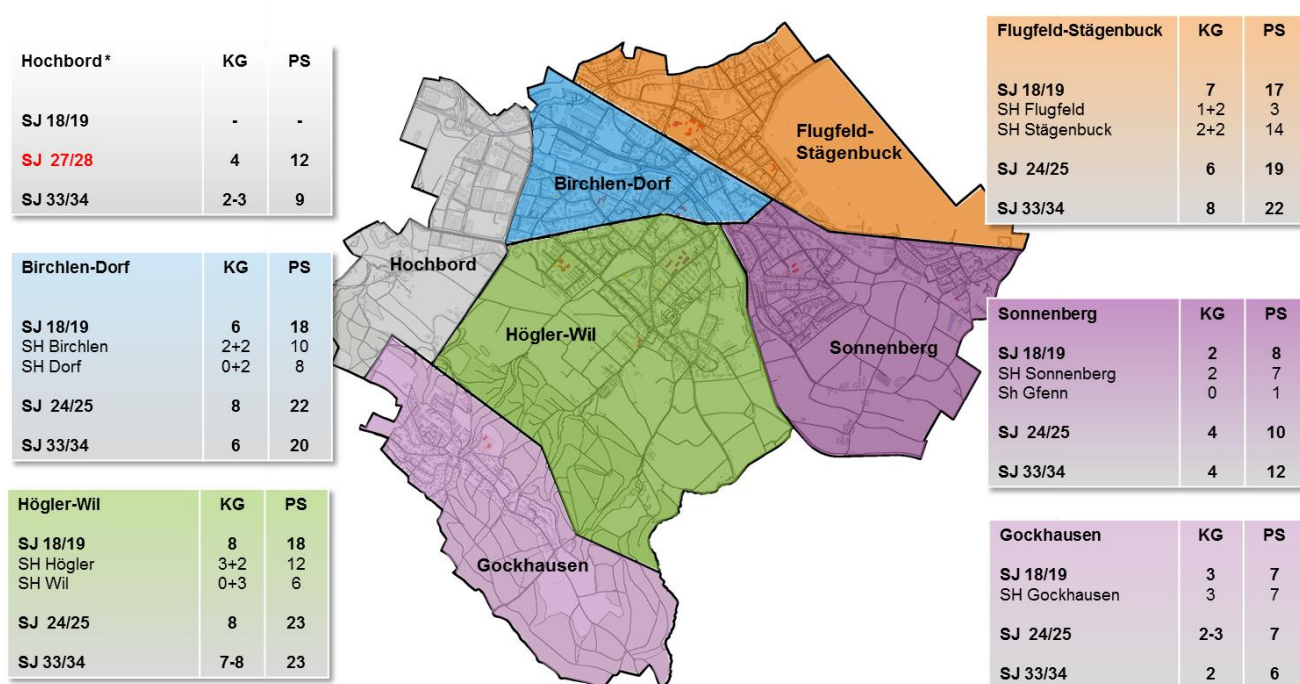 Hochbord * KG PS
SJ 18/19 - -
SJ 27/28 4 12
SJ 33/34 2-3 9
Birchlen-Dorf KG PS
SJ 18/19 6 18
SH Birchlen 2+2 10
SH Dorf 0+2 8
SJ 24/25 8 22
SJ 33/34 6 20
Högler-Wil KG PS
SJ 18/19 8 18
SH Högler 3+2 12
SH Wil 0+3 6
SJ 24/25 8 23
SJ 33/34 7-8 23
Flugfeld-
Stägenbuck
Birchlen-Dorf
Hochbord
Högler-Wil
Sonnenberg
Gockhausen
Flugfeld-Stägenbuck KG PS
SJ 18/19 7 17
SH Flugfeld 1+2 3
SH Stägenbuck 2+2 14
SJ 24/25 6 19
SJ 33/34 8 22
Sonnenberg KG PS
SJ 18/19 2 8
SH Sonnenberg 2 7
Sh Gfenn 0 1
SJ 24/25 4 10
SJ 33/34 4 12
Gockhausen KG PS
SJ 18/19 3 7
SH Gockhausen 3 7
SJ 24/25 2-3 7
SJ 33/34 2 6